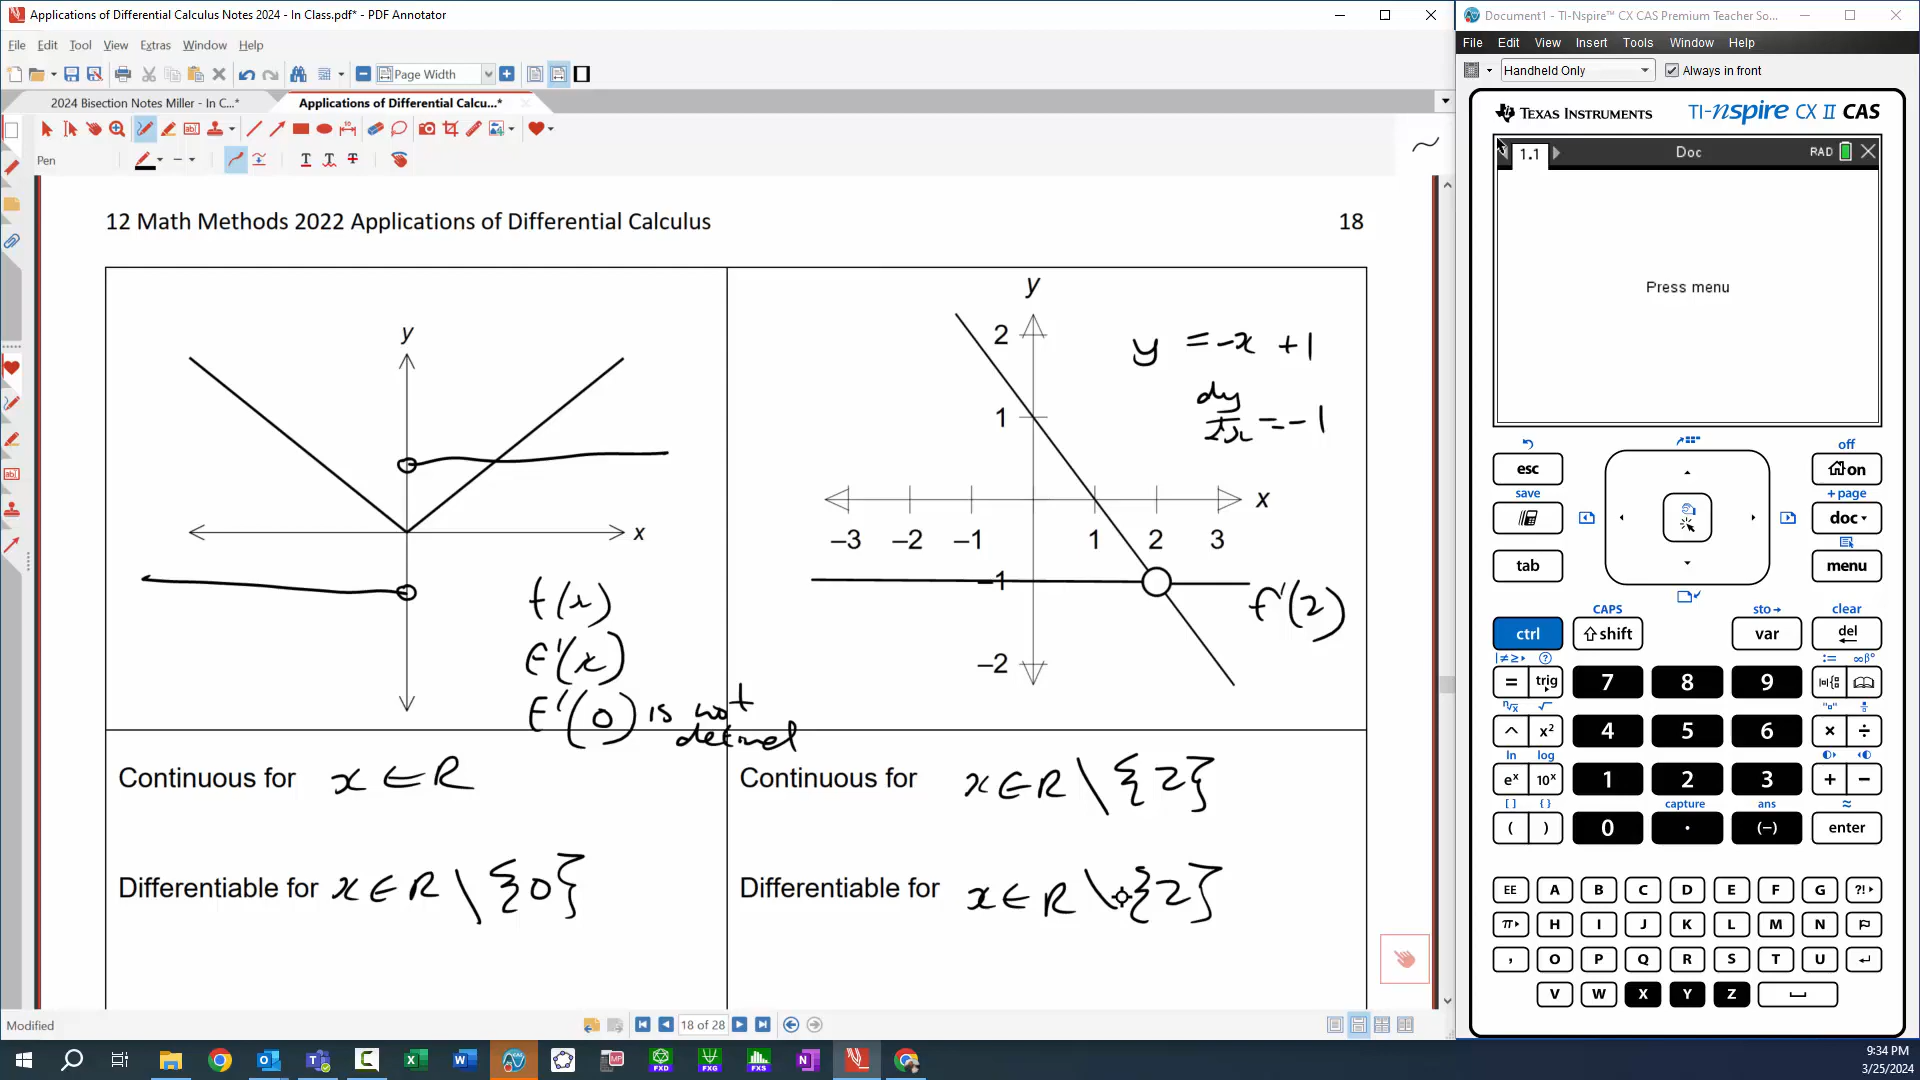 Applications of Differential Calculus Notes 2024 - In Class.pdf* - PDF Annotator
File Edit Tool View Extras Window Help
Page Width
2024 Bisection Notes Miller - In C...*
Applications of Differential Calcu...*
Pen
12 Math Methods 2022 Applications of Differential Calculus
18
y
x
f(x)
f'(x)
f'(0) is not
defined
y
2
1
–3 –2 –1 1 2 3
x
–1
–2
y = -x + 1
dy
dx = -1
f'(2)
Continuous for x ∈ R
Continuous for x ∈ R \ {2}
Differentiable for x ∈ R \ {0}
Differentiable for x ∈ R \ {2}
Modified
18 of 28
Document1 - TI-Nspire™ CX CAS Premium Teacher So...
File Edit View Insert Tools Window Help
Handheld Only
Always in front
TEXAS INSTRUMENTS
TI-nspire CX II CAS
1.1
Doc
RAD
Press menu
off
esc
on
save
+ page
doc
tab
menu
CAPS
sto→
clear
ctrl
shift
var
del
= trig 7 8 9
^ x² 4 5 6 × ÷
ln log
eˣ 10ˣ 1 2 3 + −
[ ] { } capture ans ≈
( ) 0 . (−) enter
EE A B C D E F G ?!▸
π▸ H I J K L M N
, O P Q R S T U
V W X Y Z
9:34 PM
3/25/2024